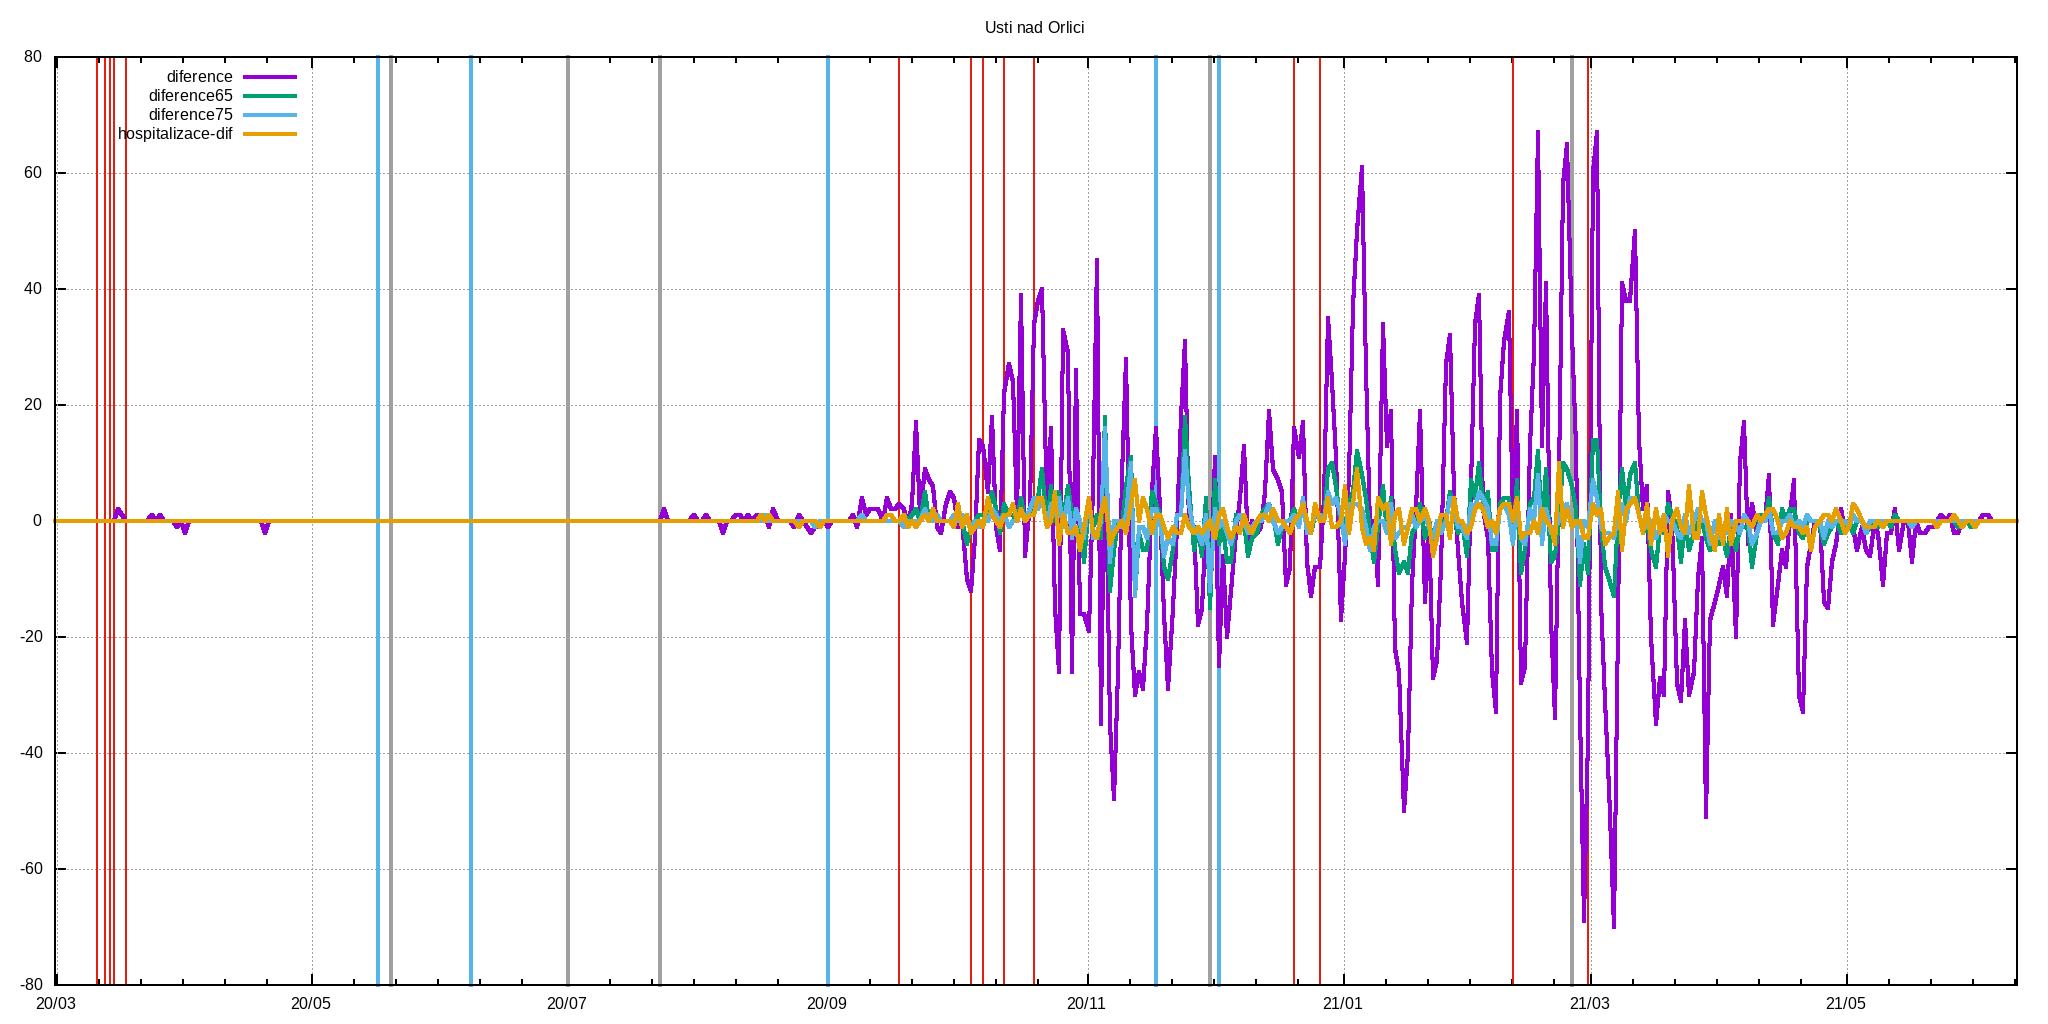 Usti nad Orlici
diference
diference65
diference75
hospitalizace-dif
80
60
40
20
0
-20
-40
-60
-80
20/03 20/05 20/07 20/09 20/11 21/01 21/03 21/05